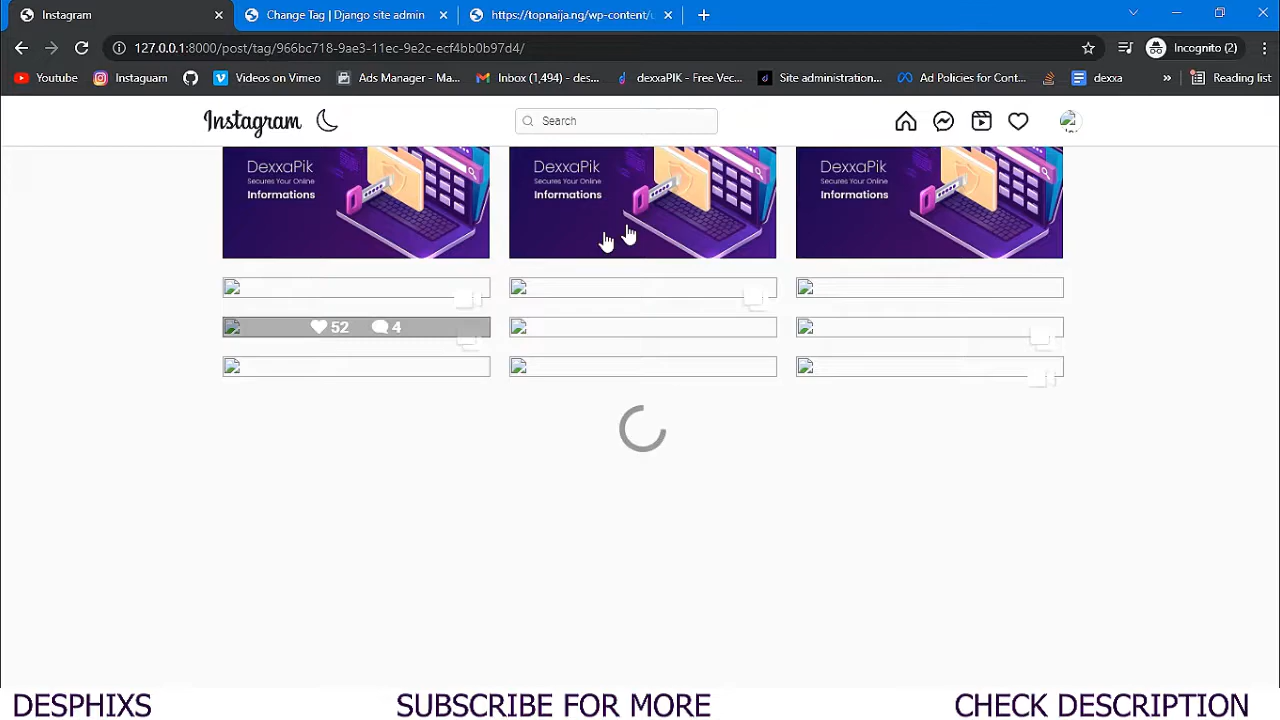 Instagram
Change Tag | Django site admin
https://topnaija.ng/wp-content/u
127.0.0.1:8000/post/tag/966bc718-9ae3-11ec-9e2c-ecf4bb0b97d4/
Incognito (2)
Youtube
Instaguam
Videos on Vimeo
Ads Manager - Ma...
Inbox (1,494) - des...
dexxaPIK - Free Vec...
Site administration...
Ad Policies for Cont...
dexxa
»
Reading list
Instagram
Search
DexxaPik
Secures Your Online
Informations
DexxaPik
Secures Your Online
Informations
DexxaPik
Secures Your Online
Informations
52 4
DESPHIXS
SUBSCRIBE FOR MORE
CHECK DESCRIPTION